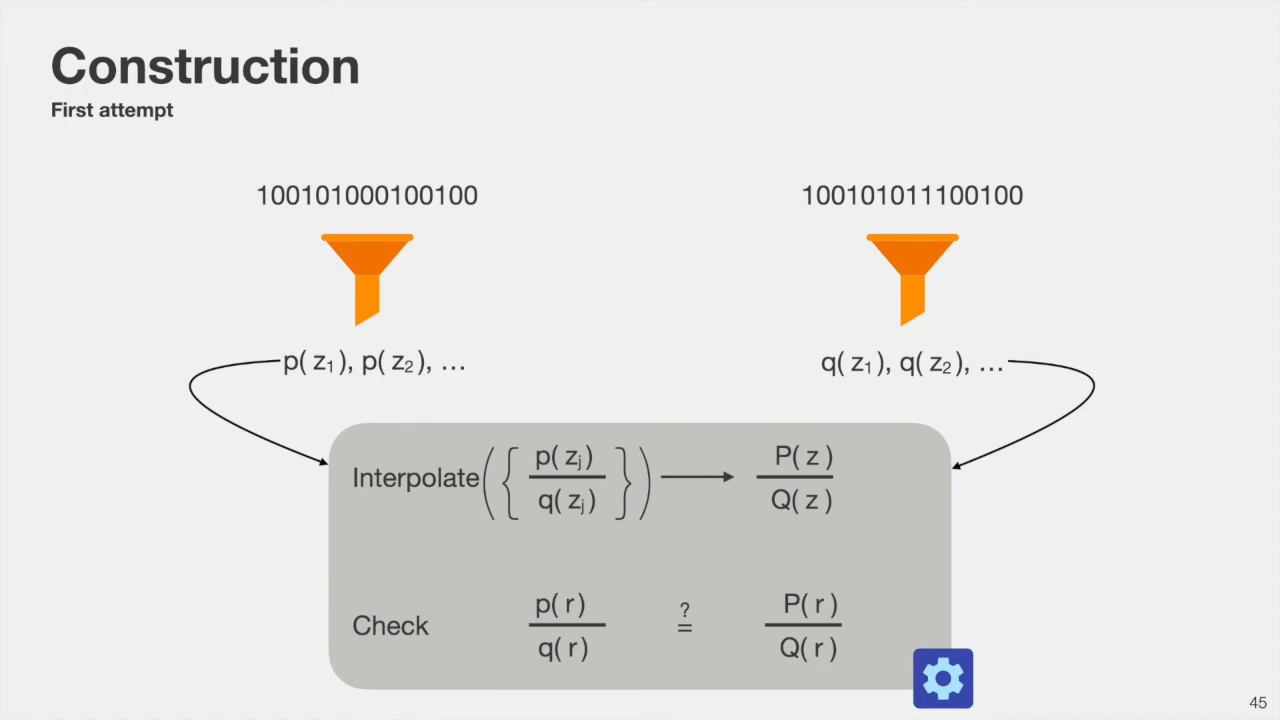 Construction
First attempt
100101000100100
100101011100100
p( z₁), p( z₂), …
q( z₁), q( z₂), …
Interpolate({ p( zⱼ) / q( zⱼ) }) → P( z ) / Q( z )
Check p( r ) / q( r ) ≟ P( r ) / Q( r )
45